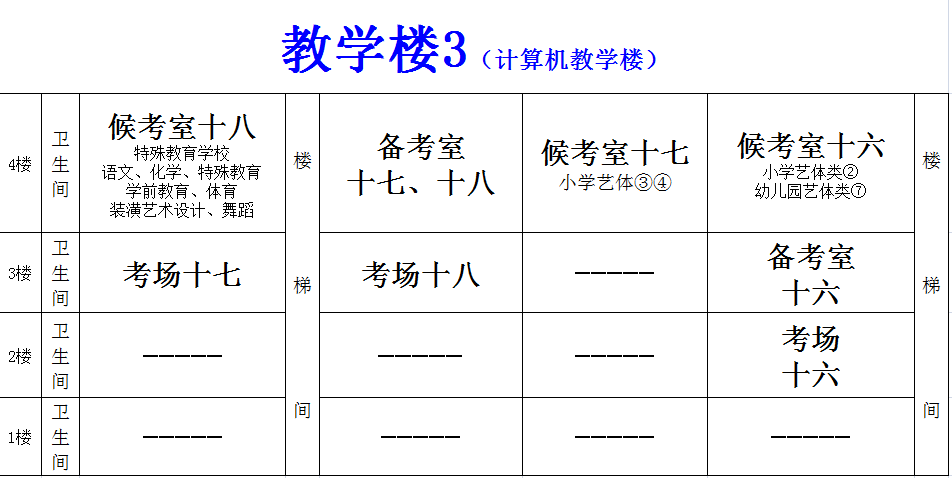 教学楼3（计算机教学楼）
4楼
卫
生
间
候考室十八
特殊教育学校
语文、化学、特殊教育
学前教育、体育
装潢艺术设计、舞蹈
楼
梯
间
备考室
十七、十八
候考室十七
小学艺体③④
候考室十六
小学艺体类②
幼儿园艺体类⑦
楼
梯
间
3楼
卫
生
间
考场十七
考场十八
—————
备考室
十六
2楼
卫
生
间
—————
—————
—————
考场
十六
1楼
卫
生
间
—————
—————
—————
—————